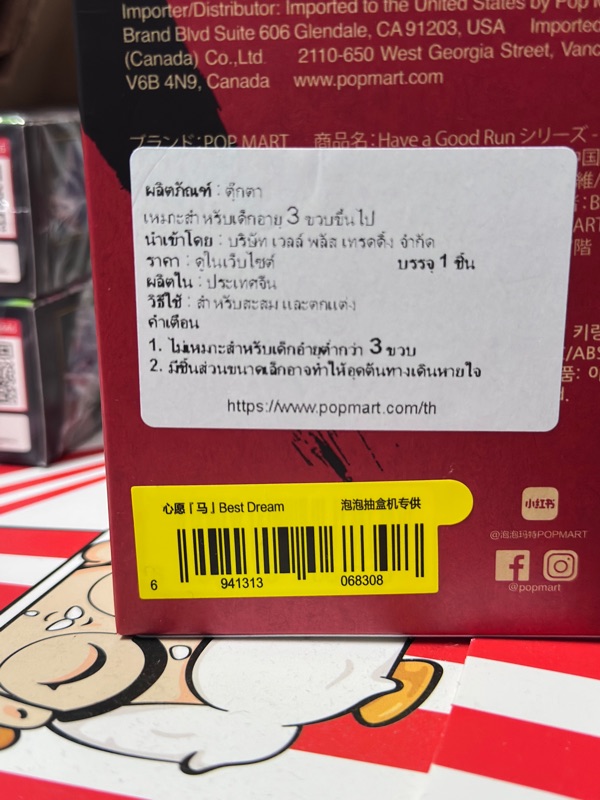 Importer/Distributor: Imported to the United States by Pop
Brand Blvd Suite 606 Glendale, CA 91203, USA Imported
(Canada) Co.,Ltd. 2110-650 West Georgia Street, Vanc
V6B 4N9, Canada www.popmart.com
ブランド:POP MART 商品名:Have a Good Run シリーズ -
ผลิตภัณฑ์ : ตุ๊กตา
เหมาะสำหรับเด็กอายุ 3 ขวบขึ้นไป
นำเข้าโดย : บริษัท เวลล์ พลัส เทรดดิ้ง จำกัด
ราคา : ดูในเว็บไซต์ บรรจุ 1 ชิ้น
ผลิตใน : ประเทศจีน
วิธีใช้ : สำหรับสะสม และตกแต่ง
คำเตือน
1. ไม่เหมาะสำหรับเด็กอายุต่ำกว่า 3 ขวบ
2. มีชิ้นส่วนขนาดเล็กอาจทำให้อุดตันทางเดินหายใจ
https://www.popmart.com/th
中国
維/
:B
ART
階
키링
/ABS
품: 0
心愿「马」Best Dream 泡泡抽盒机专供
6 941313 068308
小红书
@泡泡玛特POPMART
@popmart